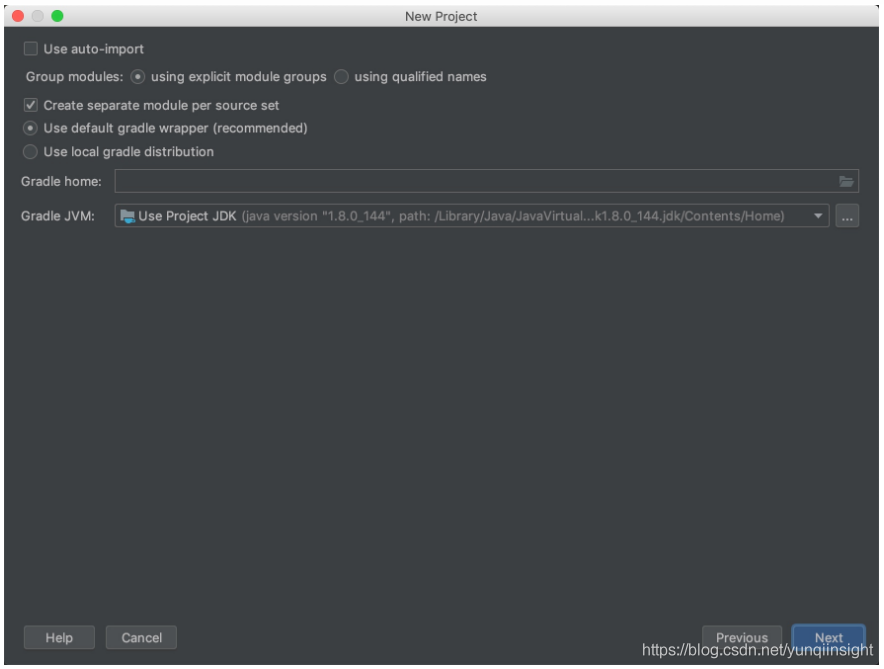 New Project
Use auto-import
Group modules: using explicit module groups using qualified names
Create separate module per source set
Use default gradle wrapper (recommended)
Use local gradle distribution
Gradle home:
Gradle JVM: Use Project JDK (java version "1.8.0_144", path: /Library/Java/JavaVirtual...k1.8.0_144.jdk/Contents/Home) ...
Help Cancel Previous Next
https://blog.csdn.net/yunqiinsight